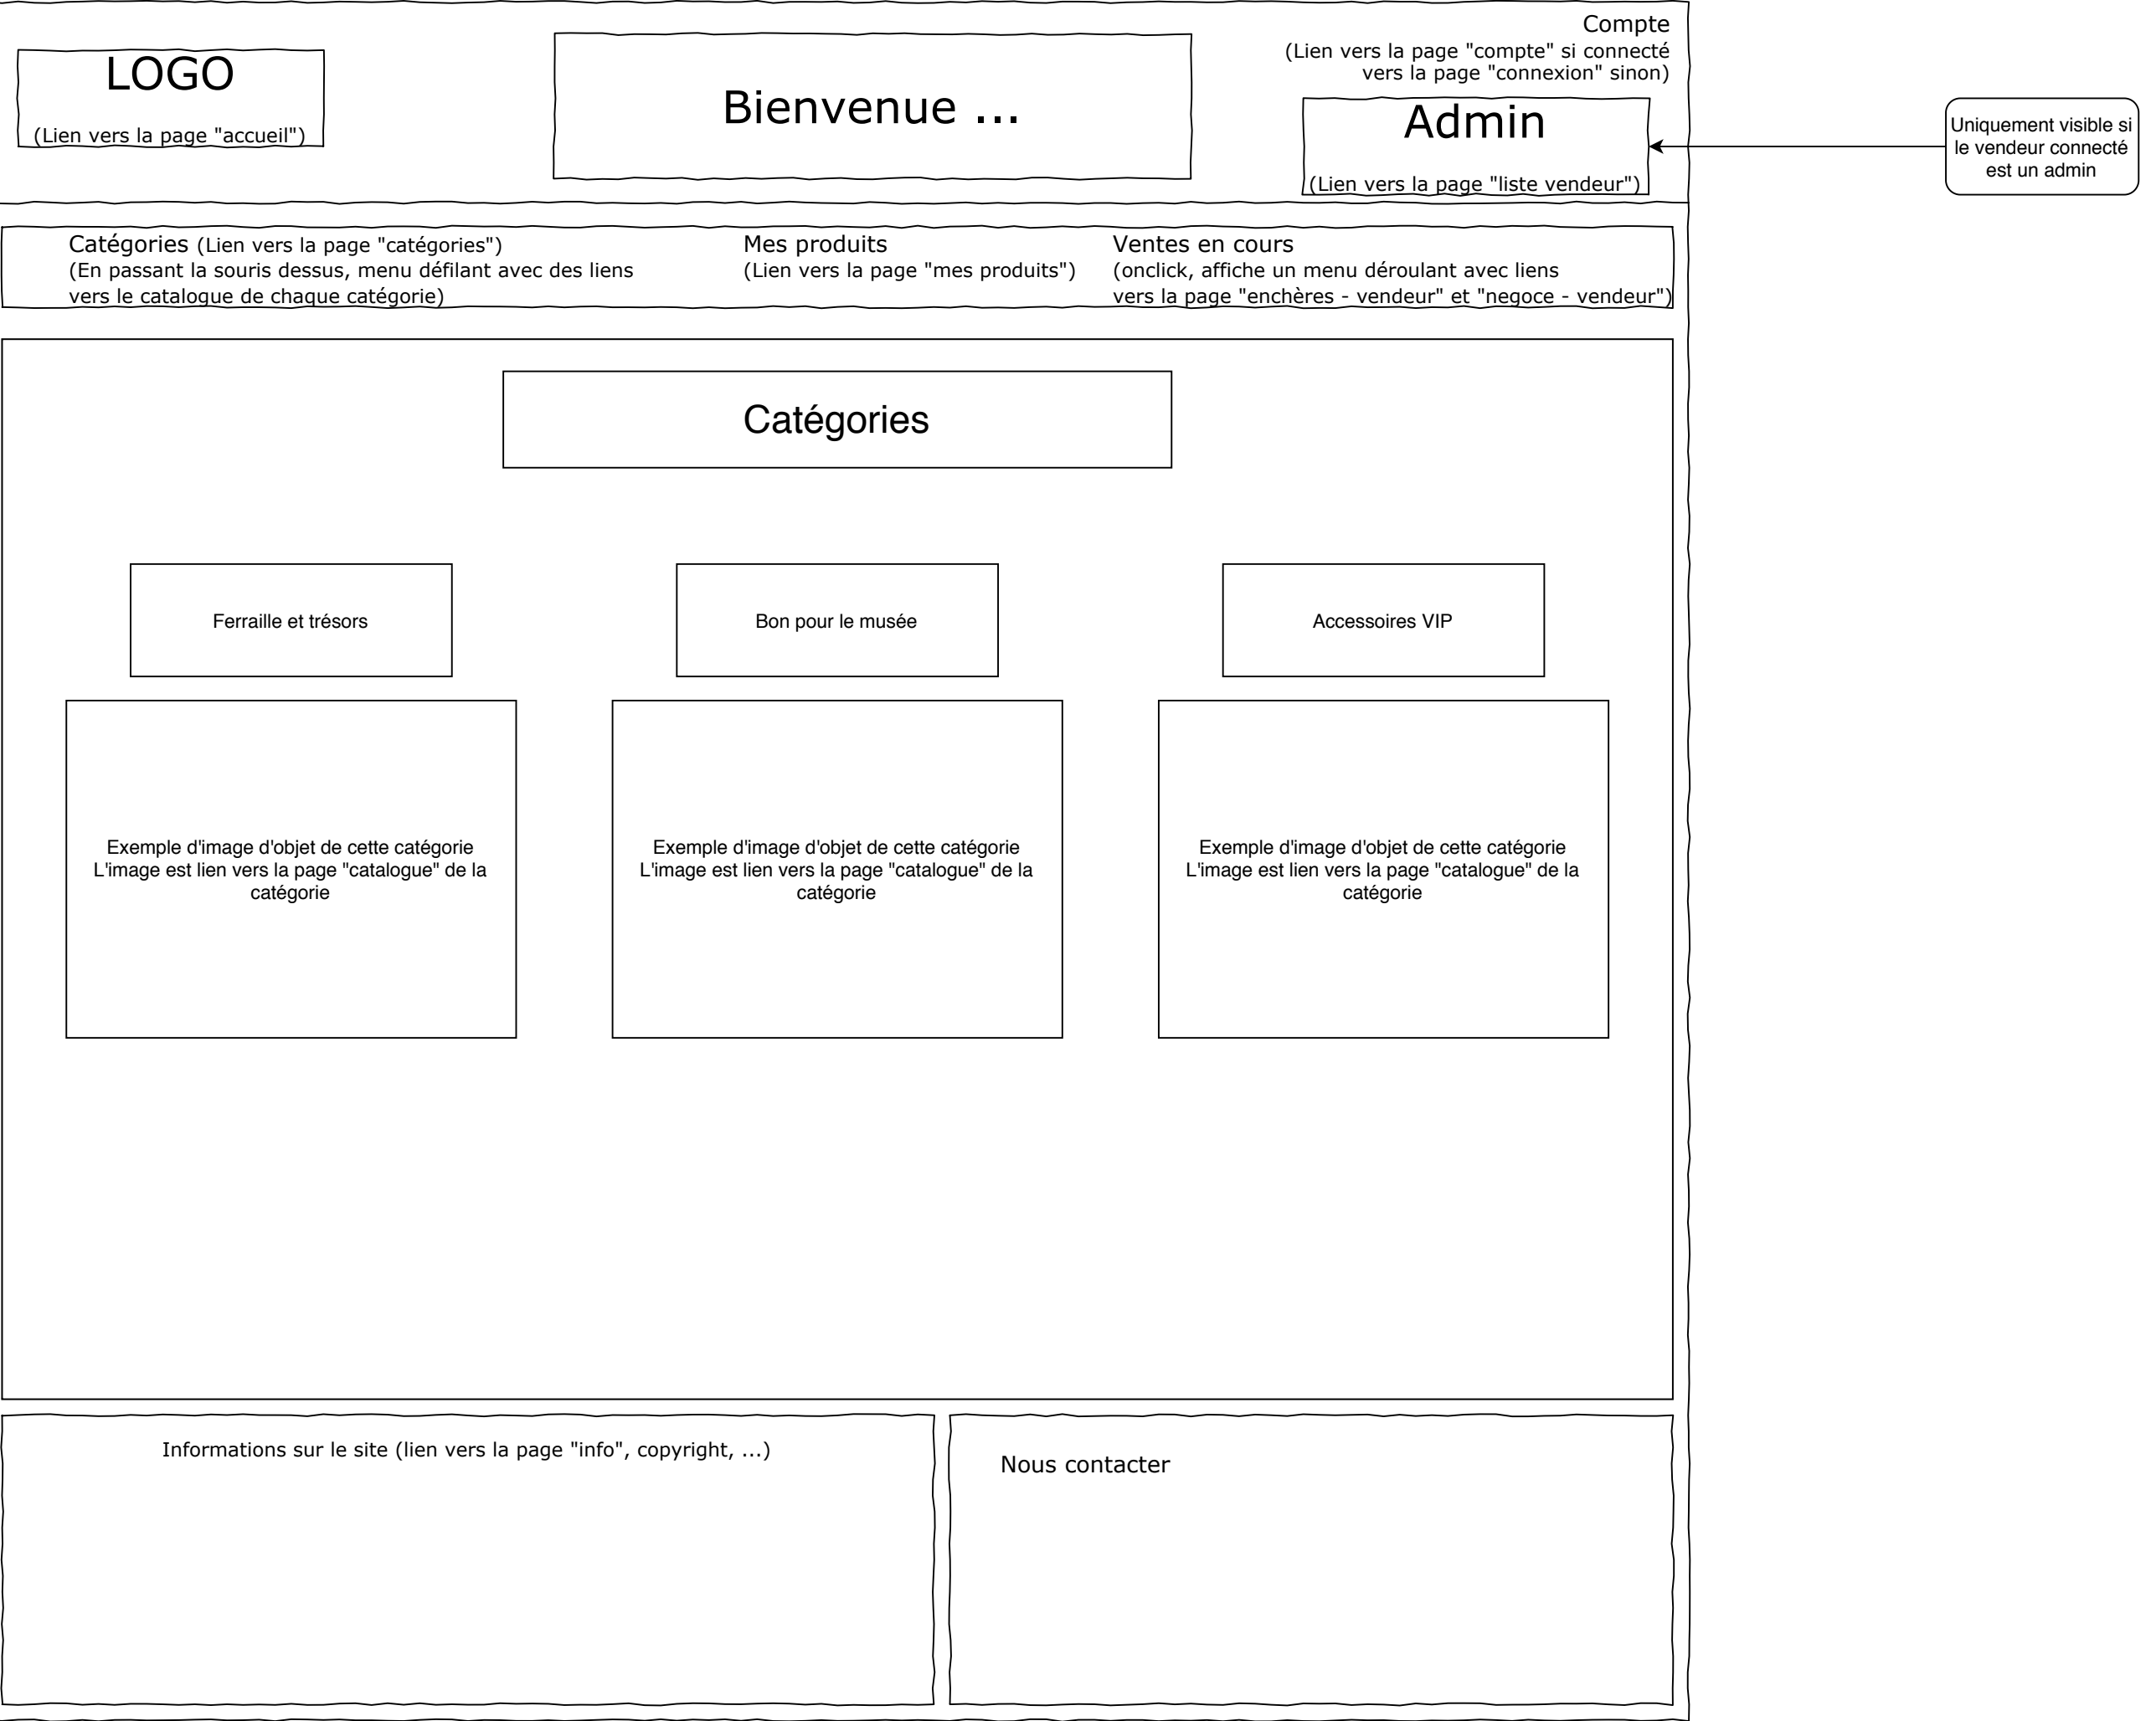 LOGO
(Lien vers la page "accueil")
Bienvenue ...
Compte
(Lien vers la page "compte" si connecté
vers la page "connexion" sinon)
Admin
(Lien vers la page "liste vendeur")
Uniquement visible si
le vendeur connecté
est un admin
Catégories (Lien vers la page "catégories")
(En passant la souris dessus, menu défilant avec des liens
vers le catalogue de chaque catégorie)
Mes produits
(Lien vers la page "mes produits")
Ventes en cours
(onclick, affiche un menu déroulant avec liens
vers la page "enchères - vendeur" et "negoce - vendeur")
Catégories
Ferraille et trésors
Bon pour le musée
Accessoires VIP
Exemple d'image d'objet de cette catégorie
L'image est lien vers la page "catalogue" de la
catégorie
Exemple d'image d'objet de cette catégorie
L'image est lien vers la page "catalogue" de la
catégorie
Exemple d'image d'objet de cette catégorie
L'image est lien vers la page "catalogue" de la
catégorie
Informations sur le site (lien vers la page "info", copyright, ...)
Nous contacter